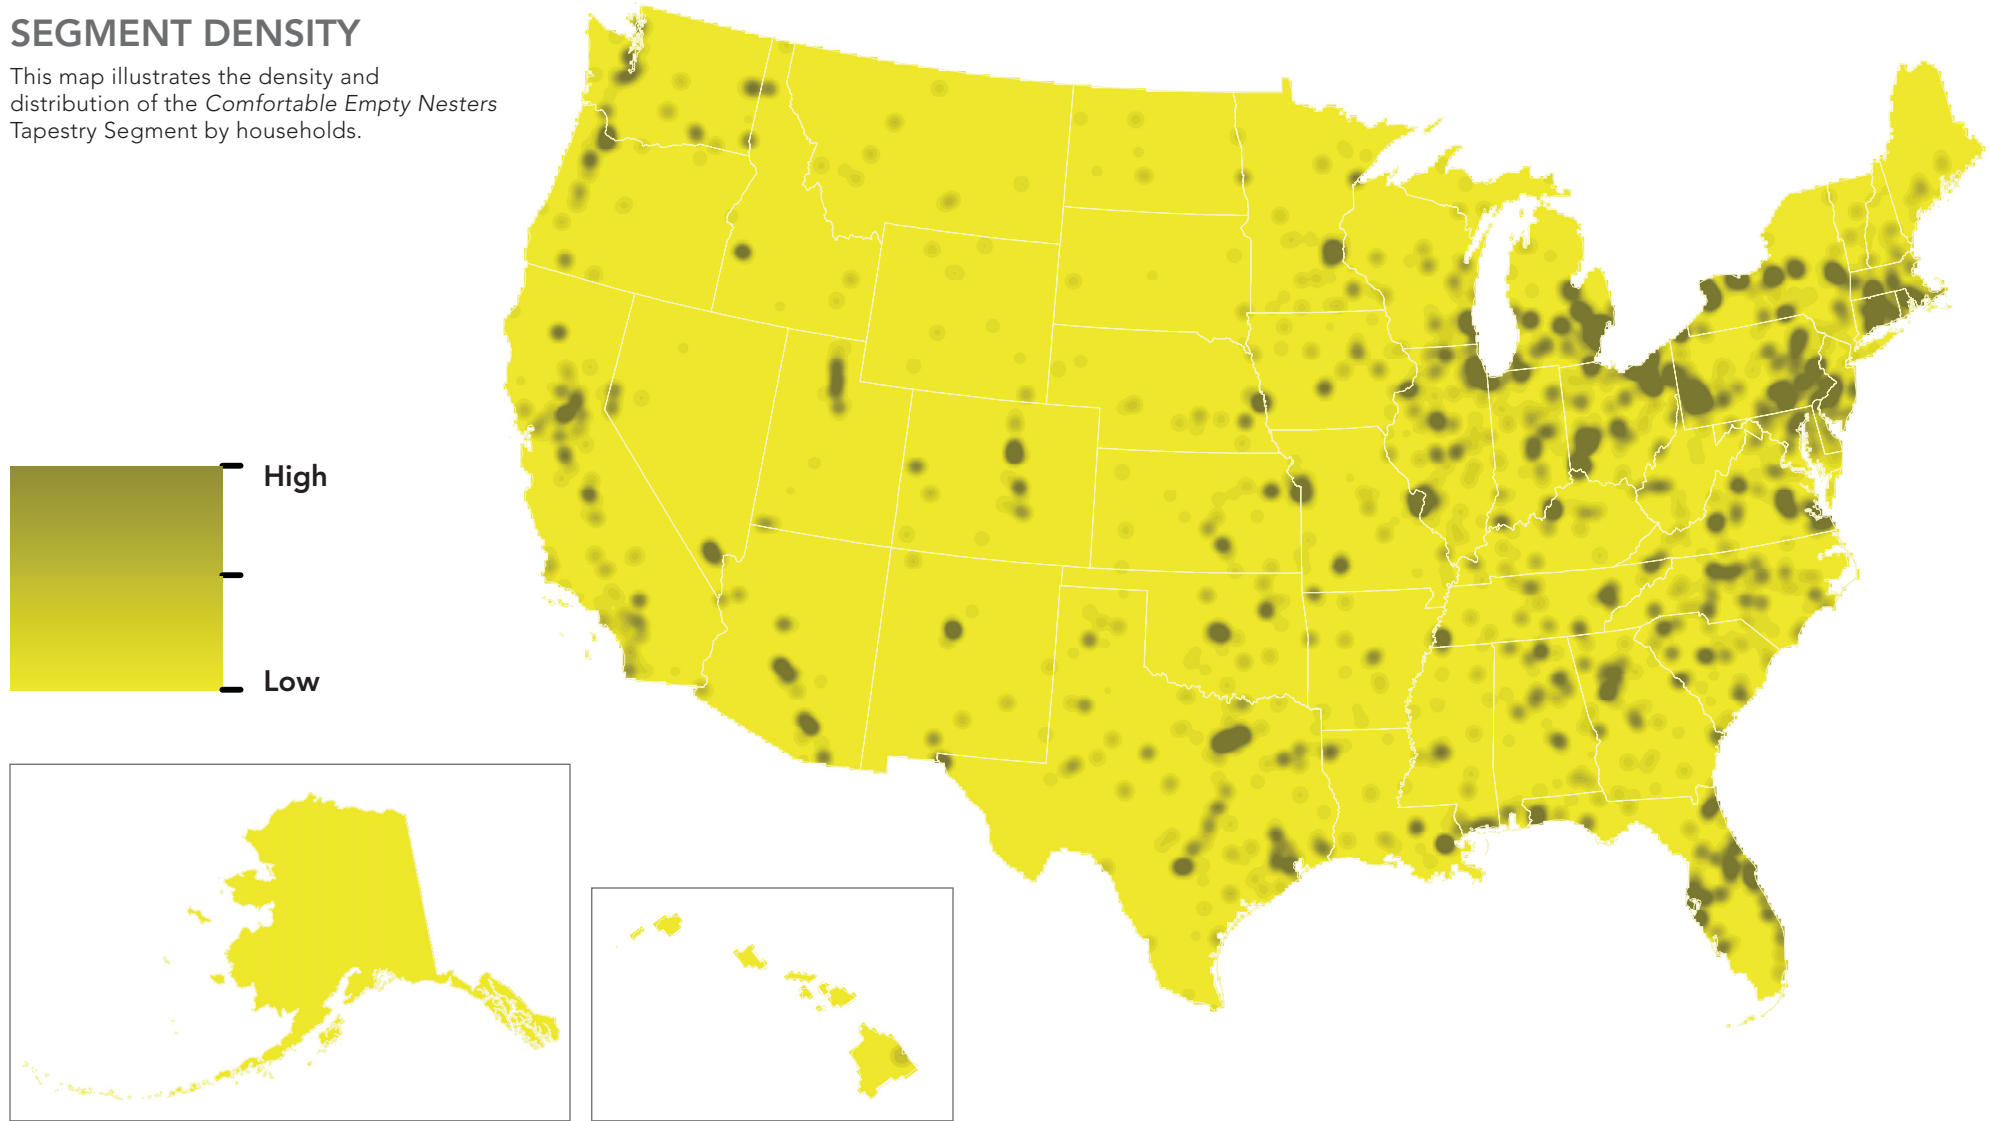 SEGMENT DENSITY
This map illustrates the density and
distribution of the Comfortable Empty Nesters
Tapestry Segment by households.
High
Low